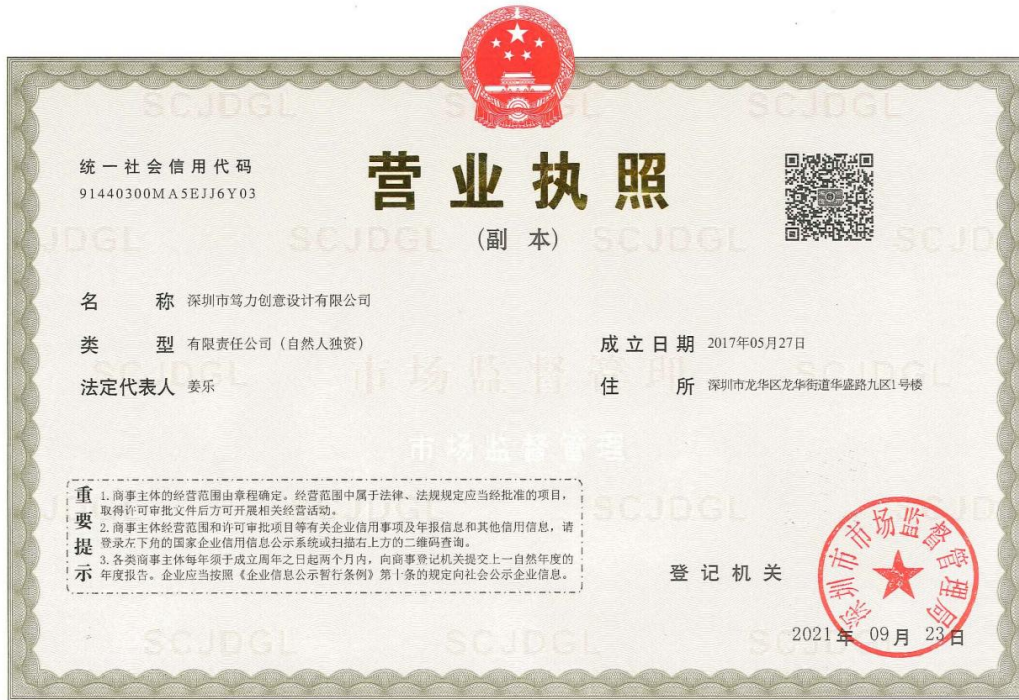 统一社会信用代码
91440300MA5EJJ6Y03
营业执照
(副 本)
名 称 深圳市笃力创意设计有限公司
类 型 有限责任公司（自然人独资）
法定代表人 姜乐
成立日期 2017年05月27日
住 所 深圳市龙华区龙华街道华盛路九区1号楼
SCJDGL
市场监督管理
市场监督管理
重要提示
1. 商事主体的经营范围由章程确定。经营范围中属于法律、法规规定应当经批准的项目，
取得许可审批文件后方可开展相关经营活动。
2. 商事主体经营范围和许可审批项目等有关企业信用事项及年报信息和其他信用信息，请
登录左下角的国家企业信用信息公示系统或扫描右上方的二维码查询。
3. 各类商事主体每年须于成立周年之日起两个月内，向商事登记机关提交上一自然年度的
年度报告。企业应当按照《企业信息公示暂行条例》第十条的规定向社会公示企业信息。
登记机关
深圳市市场监督管理局
2021年 09月 23日